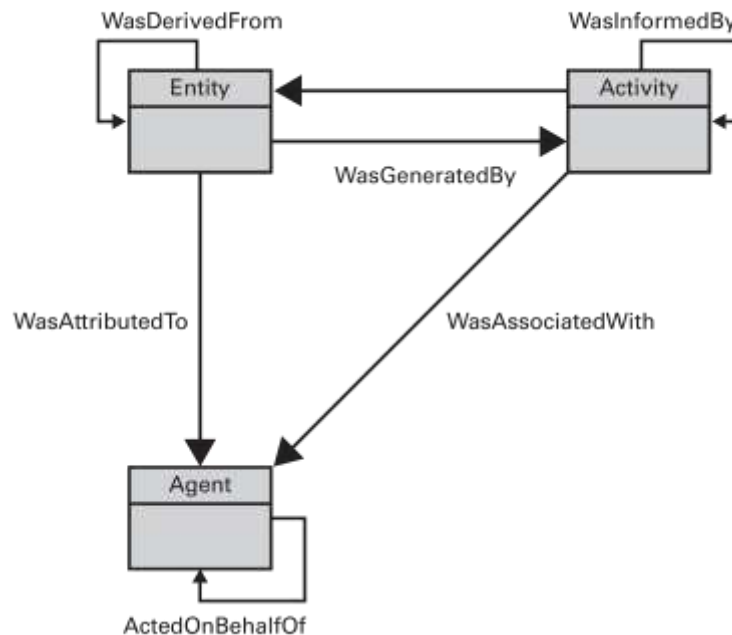 WasDerivedFrom
WasInformedBy
Entity
Activity
WasGeneratedBy
WasAttributedTo
WasAssociatedWith
Agent
ActedOnBehalfOf